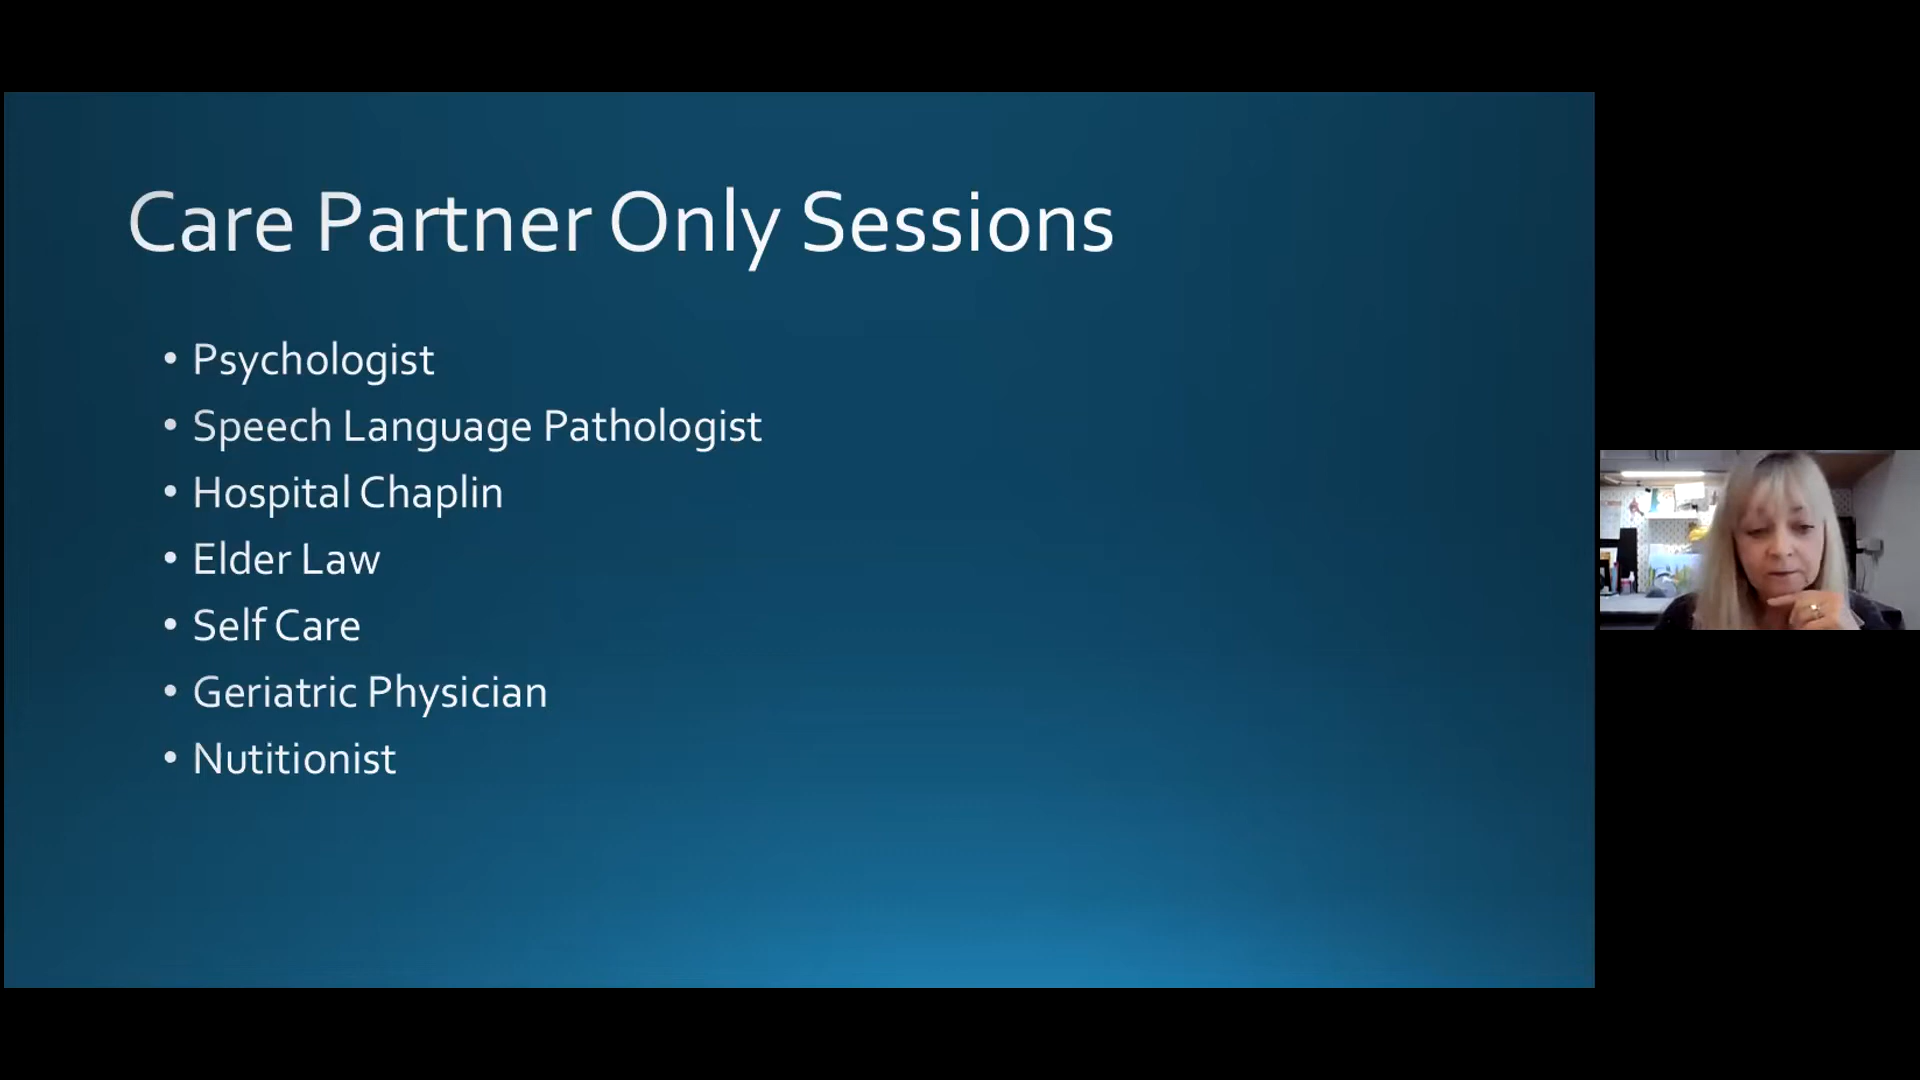 Care Partner Only Sessions
• Psychologist
• Speech Language Pathologist
• Hospital Chaplin
• Elder Law
• Self Care
• Geriatric Physician
• Nutitionist